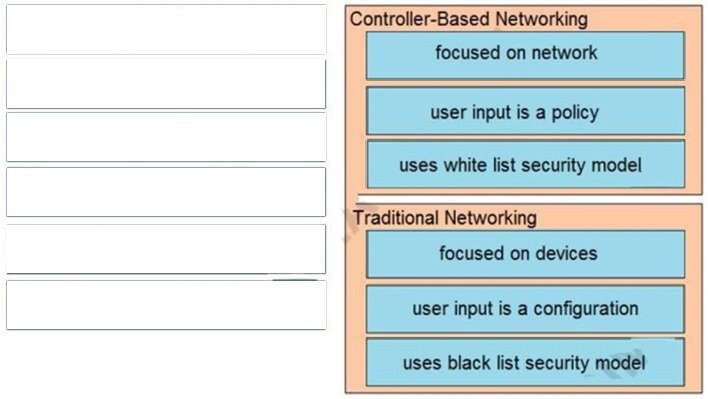 Controller-Based Networking
focused on network
user input is a policy
uses white list security model
Traditional Networking
focused on devices
user input is a configuration
uses black list security model